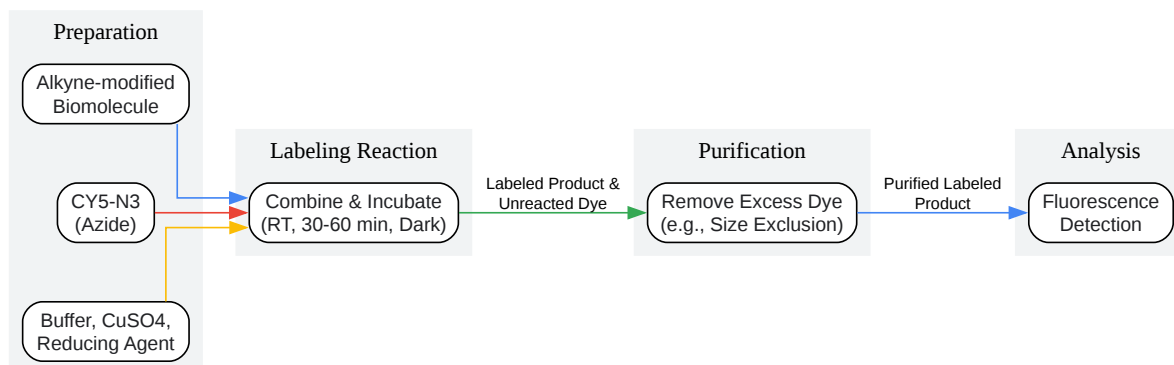 Preparation
Alkyne-modified
Biomolecule
CY5-N3
(Azide)
Buffer, CuSO4,
Reducing Agent
Labeling Reaction
Combine & Incubate
(RT, 30-60 min, Dark)
Labeled Product &
Unreacted Dye
Purification
Remove Excess Dye
(e.g., Size Exclusion)
Purified Labeled
Product
Analysis
Fluorescence
Detection